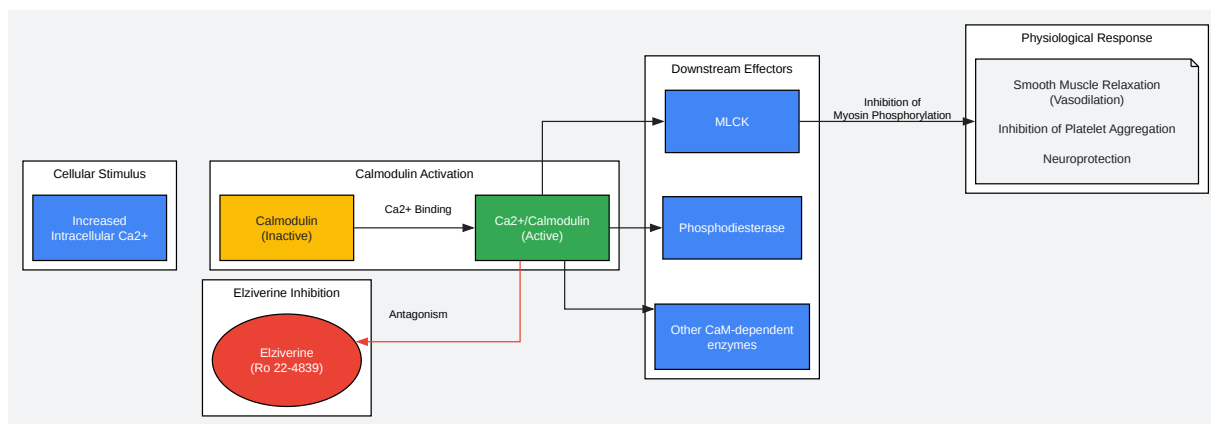 Cellular Stimulus
Increased
Intracellular Ca2+
Calmodulin Activation
Calmodulin
(Inactive)
Ca2+ Binding
Ca2+/Calmodulin
(Active)
Elziverine Inhibition
Elziverine
(Ro 22-4839)
Antagonism
Downstream Effectors
MLCK
Phosphodiesterase
Other CaM-dependent
enzymes
Inhibition of
Myosin Phosphorylation
Physiological Response
Smooth Muscle Relaxation
(Vasodilation)
Inhibition of Platelet Aggregation
Neuroprotection